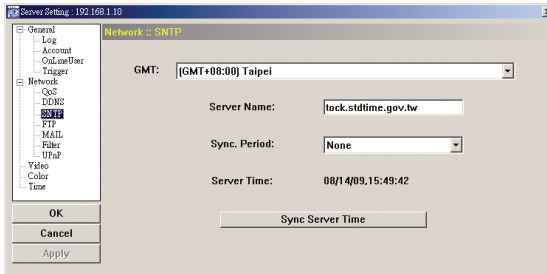 Server Setting : 192.168.1.10
General
Log
Account
OnLineUser
Trigger
Network
QoS
DDNS
SNTP
FTP
MAIL
Filter
UPnP
Video
Color
Time
OK
Cancel
Apply
Network :: SNTP
GMT: (GMT+08:00) Taipei
Server Name: tock.stdtime.gov.tw
Sync. Period: None
Server Time: 08/14/09,15:49:42
Sync Server Time